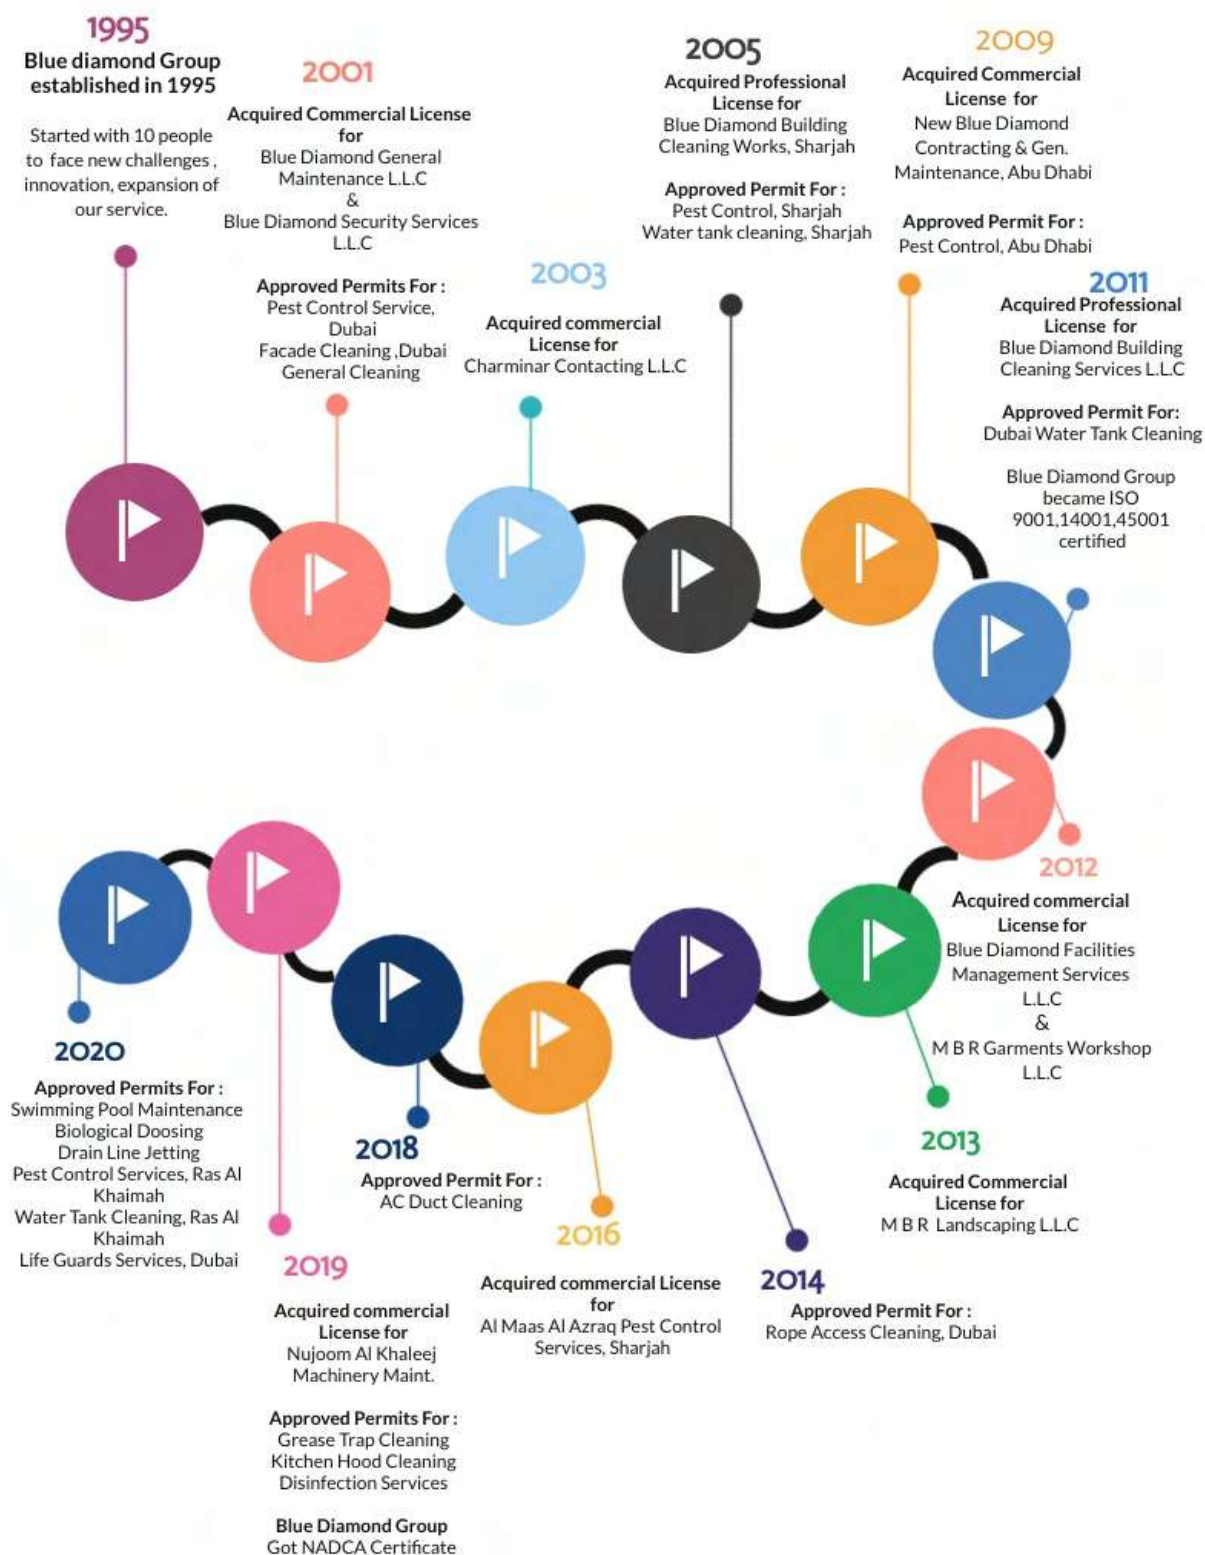 1995
Blue diamond Group
established in 1995
Started with 10 people
to face new challenges ,
innovation, expansion of
our service.
2001
Acquired Commercial License
for
Blue Diamond General
Maintenance L.L.C
&
Blue Diamond Security Services
L.L.C
Approved Permits For :
Pest Control Service,
Dubai
Facade Cleaning ,Dubai
General Cleaning
2003
Acquired commercial
License for
Charminar Contacting L.L.C
2005
Acquired Professional
License for
Blue Diamond Building
Cleaning Works, Sharjah
Approved Permit For :
Pest Control, Sharjah
Water tank cleaning, Sharjah
2009
Acquired Commercial
License for
New Blue Diamond
Contracting & Gen.
Maintenance, Abu Dhabi
Approved Permit For :
Pest Control, Abu Dhabi
2011
Acquired Professional
License for
Blue Diamond Building
Cleaning Services L.L.C
Approved Permit For:
Dubai Water Tank Cleaning
Blue Diamond Group
became ISO
9001,14001,45001
certified
2012
Acquired commercial
License for
Blue Diamond Facilities
Management Services
L.L.C
&
M B R Garments Workshop
L.L.C
2013
Acquired Commercial
License for
M B R Landscaping L.L.C
2014
Approved Permit For :
Rope Access Cleaning, Dubai
2016
Acquired commercial License
for
Al Maas Al Azraq Pest Control
Services, Sharjah
2018
Approved Permit For :
AC Duct Cleaning
2019
Acquired commercial
License for
Nujoom Al Khaleej
Machinery Maint.
Approved Permits For :
Grease Trap Cleaning
Kitchen Hood Cleaning
Disinfection Services
Blue Diamond Group
Got NADCA Certificate
2020
Approved Permits For :
Swimming Pool Maintenance
Biological Doosing
Drain Line Jetting
Pest Control Services, Ras Al
Khaimah
Water Tank Cleaning, Ras Al
Khaimah
Life Guards Services, Dubai